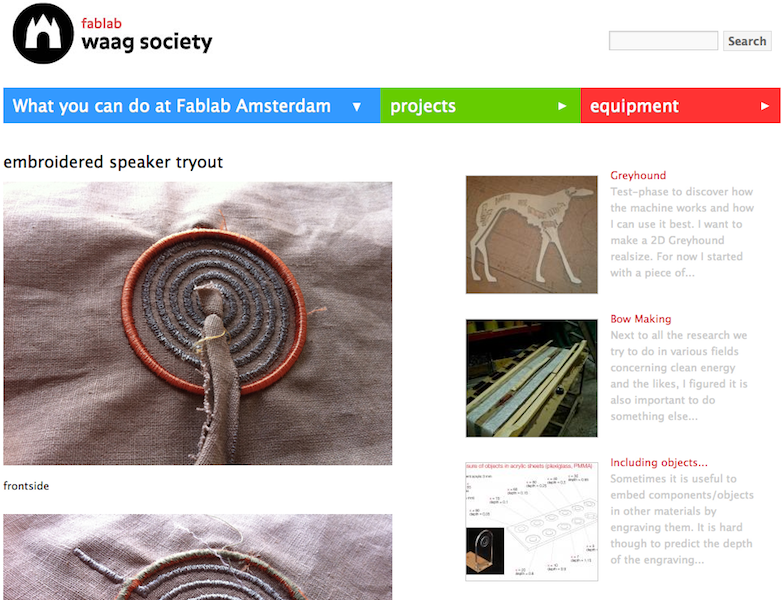 fablab
waag society
Search
What you can do at Fablab Amsterdam ▼
projects ►
equipment ►
embroidered speaker tryout
frontside
Greyhound
Test-phase to discover how
the machine works and how
I can use it best. I want to
make a 2D Greyhound
realsize. For now I started
with a piece of...
Bow Making
Next to all the research we
try to do in various fields
concerning clean energy
and the likes, I figured it is
also important to do
something else...
sure of objects in acrylic sheets (plexiglass, PMMA)
Including objects...
Sometimes it is useful to
embed components/objects
in other materials by
engraving them. It is hard
though to predict the depth
of the engraving...